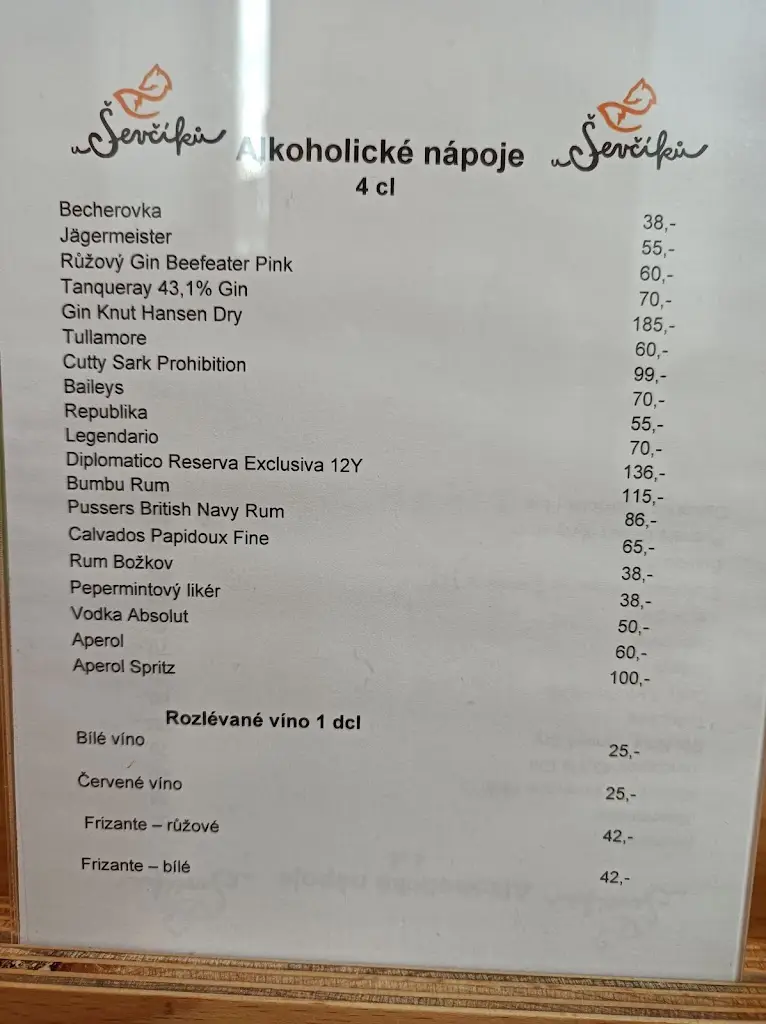 u Ševčíků Alkoholické nápoje u Ševčíků
4 cl
Becherovka 38,-
Jägermeister 55,-
Růžový Gin Beefeater Pink 60,-
Tanqueray 43,1% Gin 70,-
Gin Knut Hansen Dry 185,-
Tullamore 60,-
Cutty Sark Prohibition 99,-
Baileys 70,-
Republika 55,-
Legendario 70,-
Diplomatico Reserva Exclusiva 12Y 136,-
Bumbu Rum 115,-
Pussers British Navy Rum 86,-
Calvados Papidoux Fine 65,-
Rum Božkov 38,-
Pepermintový likér 38,-
Vodka Absolut 50,-
Aperol 60,-
Aperol Spritz 100,-
Rozlévané víno 1 dcl
Bílé víno 25,-
Červené víno 25,-
Frizante – růžové 42,-
Frizante – bílé 42,-